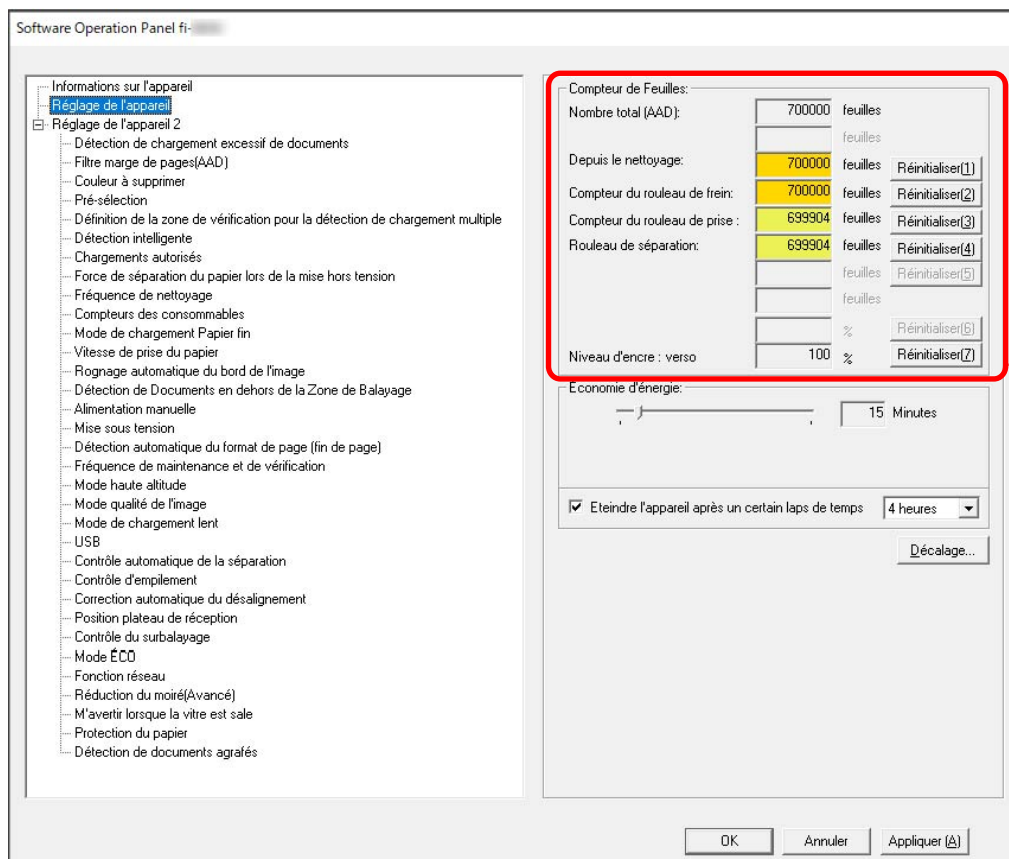 Software Operation Panel fi-
Informations sur l'appareil
Réglage de l'appareil
Réglage de l'appareil 2
Détection de chargement excessif de documents
Filtre marge de pages(AAD)
Couleur à supprimer
Pré-sélection
Définition de la zone de vérification pour la détection de chargement multiple
Détection intelligente
Chargements autorisés
Force de séparation du papier lors de la mise hors tension
Fréquence de nettoyage
Compteurs des consommables
Mode de chargement Papier fin
Vitesse de prise du papier
Rognage automatique du bord de l'image
Détection de Documents en dehors de la Zone de Balayage
Alimentation manuelle
Mise sous tension
Détection automatique du format de page (fin de page)
Fréquence de maintenance et de vérification
Mode haute altitude
Mode qualité de l'image
Mode de chargement lent
USB
Contrôle automatique de la séparation
Contrôle d'empilement
Correction automatique du désalignement
Position plateau de réception
Contrôle du surbalayage
Mode ÉCO
Fonction réseau
Réduction du moiré(Avancé)
M'avertir lorsque la vitre est sale
Protection du papier
Détection de documents agrafés
Compteur de Feuilles:
Nombre total (AAD): 700000 feuilles
feuilles
Depuis le nettoyage: 700000 feuilles Réinitialiser(1)
Compteur du rouleau de frein: 700000 feuilles Réinitialiser(2)
Compteur du rouleau de prise : 699904 feuilles Réinitialiser(3)
Rouleau de séparation: 699904 feuilles Réinitialiser(4)
feuilles Réinitialiser(5)
feuilles
% Réinitialiser(6)
Niveau d'encre : verso 100 % Réinitialiser(7)
Economie d'énergie:
15 Minutes
Eteindre l'appareil après un certain laps de temps 4 heures
Décalage...
OK Annuler Appliquer (A)